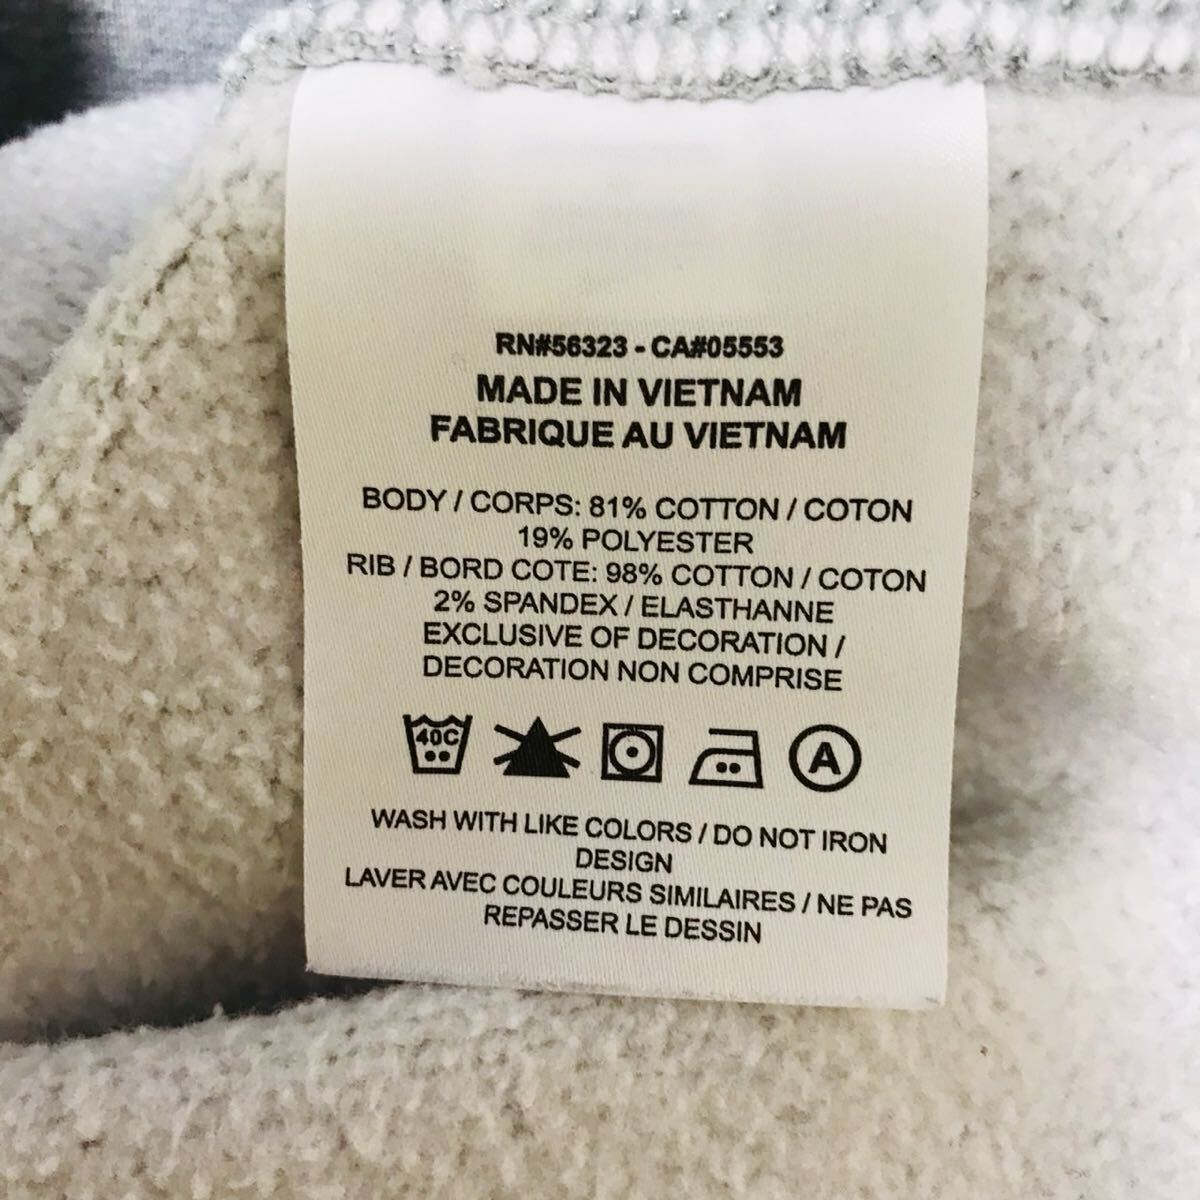 RN#56323 - CA#05553
MADE IN VIETNAM
FABRIQUE AU VIETNAM
BODY / CORPS: 81% COTTON / COTON
19% POLYESTER
RIB / BORD COTE: 98% COTTON / COTON
2% SPANDEX / ELASTHANNE
EXCLUSIVE OF DECORATION /
DECORATION NON COMPRISE
40C A
WASH WITH LIKE COLORS / DO NOT IRON
DESIGN
LAVER AVEC COULEURS SIMILAIRES / NE PAS
REPASSER LE DESSIN